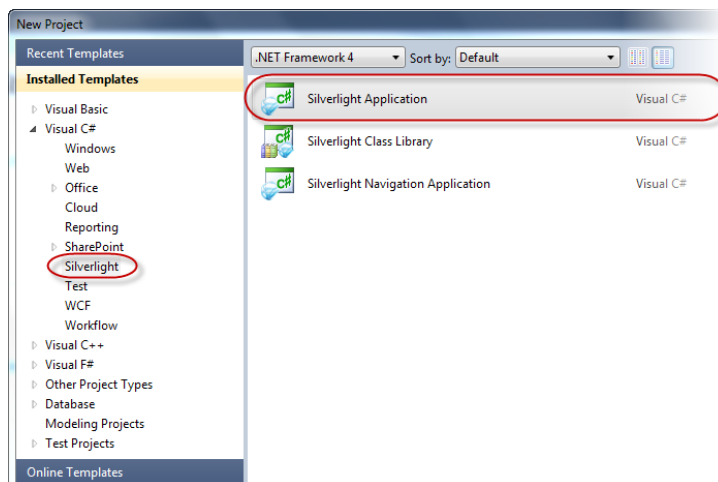 New Project
Recent Templates
Installed Templates
Visual Basic
Visual C#
Windows
Web
Office
Cloud
Reporting
SharePoint
Silverlight
Test
WCF
Workflow
Visual C++
Visual F#
Other Project Types
Database
Modeling Projects
Test Projects
Online Templates
.NET Framework 4 Sort by: Default
C# Silverlight Application Visual C#
C# Silverlight Class Library Visual C#
C# Silverlight Navigation Application Visual C#